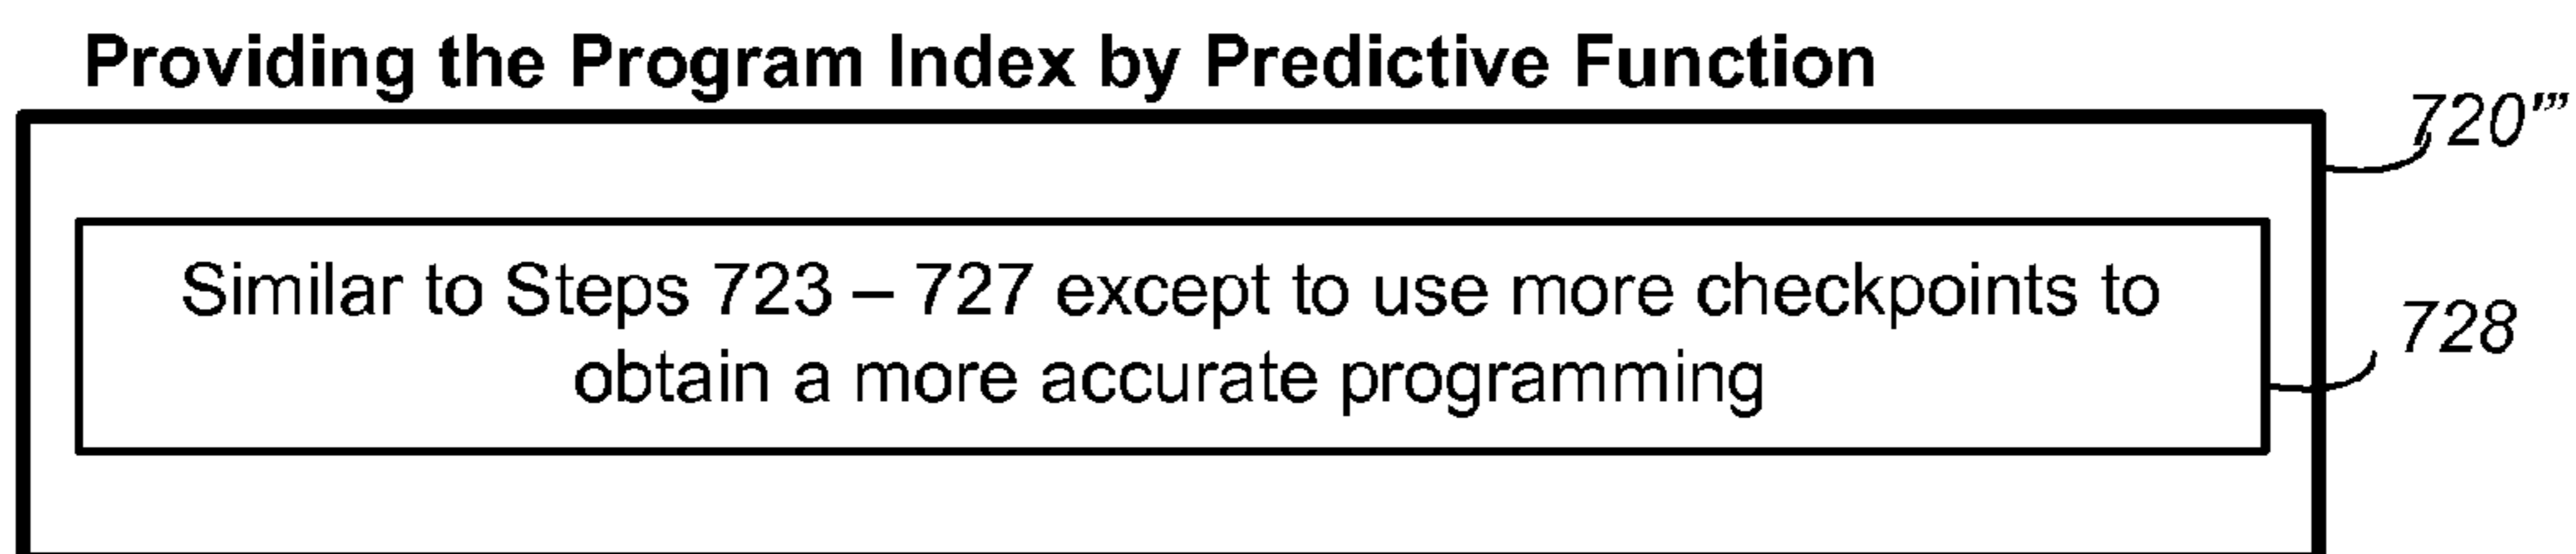 Providing the Program Index by Predictive Function
720'''
Similar to Steps 723 – 727 except to use more checkpoints to
obtain a more accurate programming
728